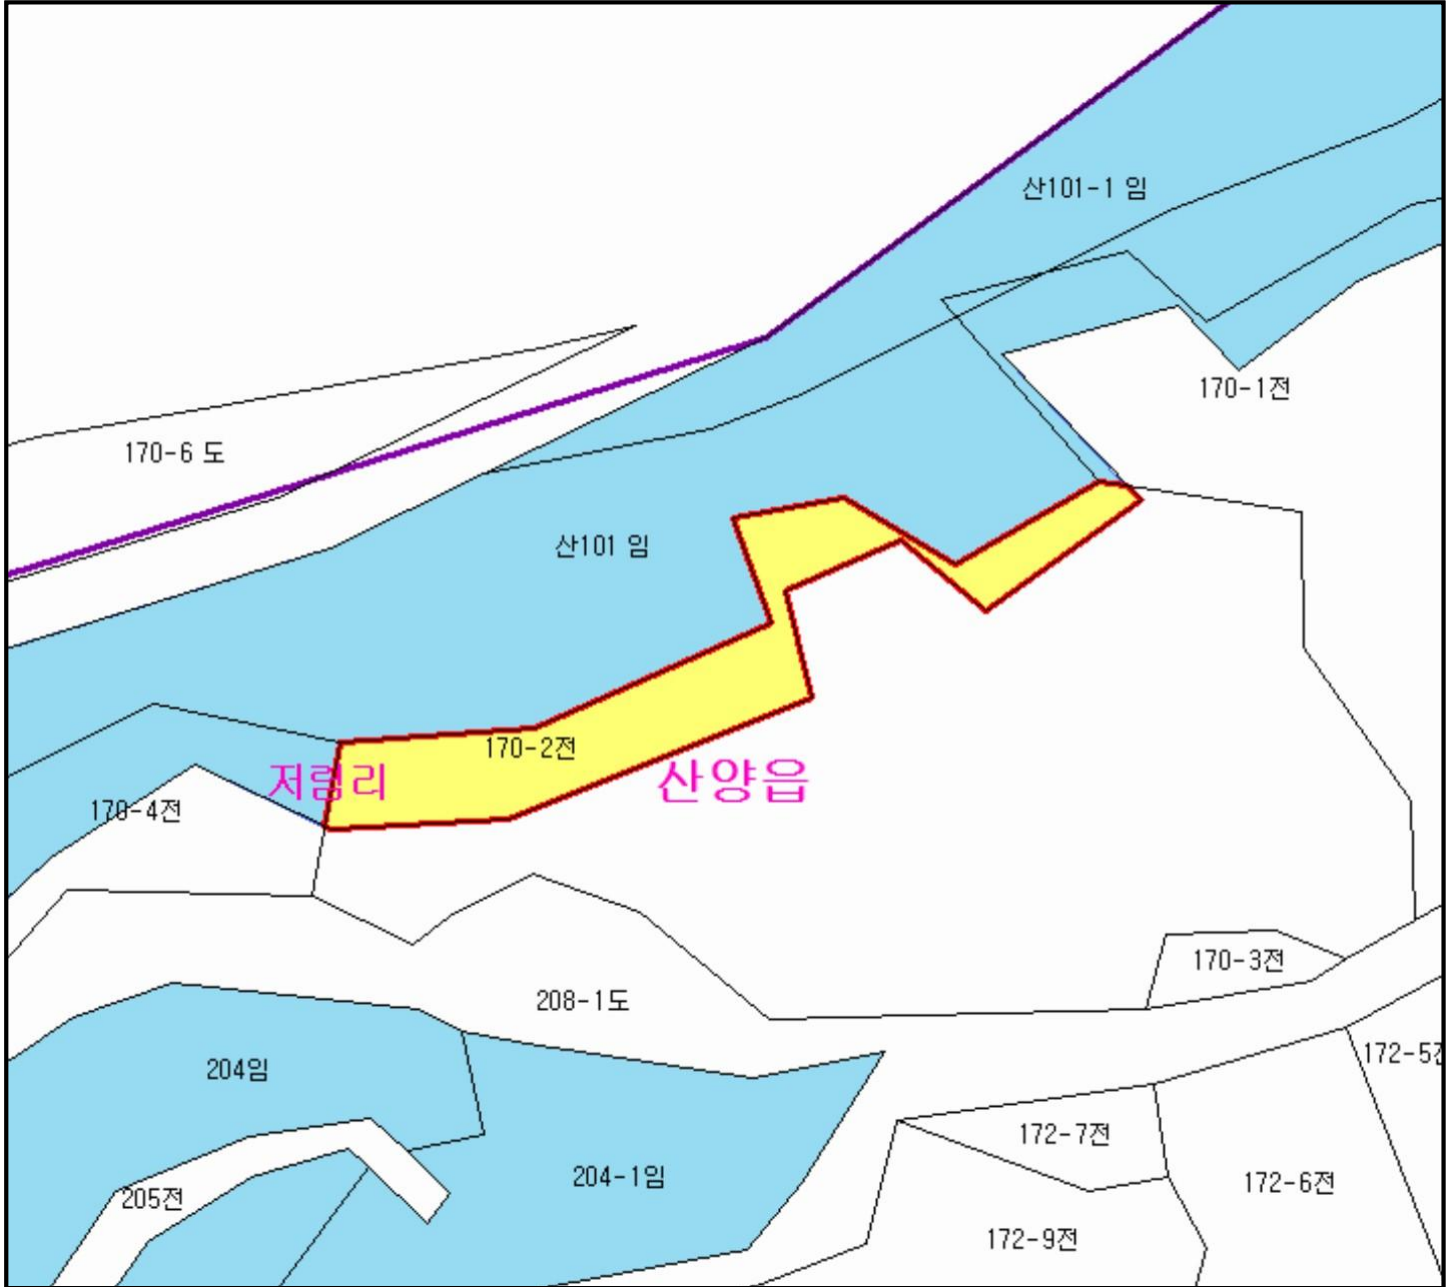 산101-1 임
170-1전
170-6 도
산101 임
170-2전
저림리
산양읍
170-4전
170-3전
208-1도
172-5전
204임
172-7전
204-1임
172-6전
205전
172-9전